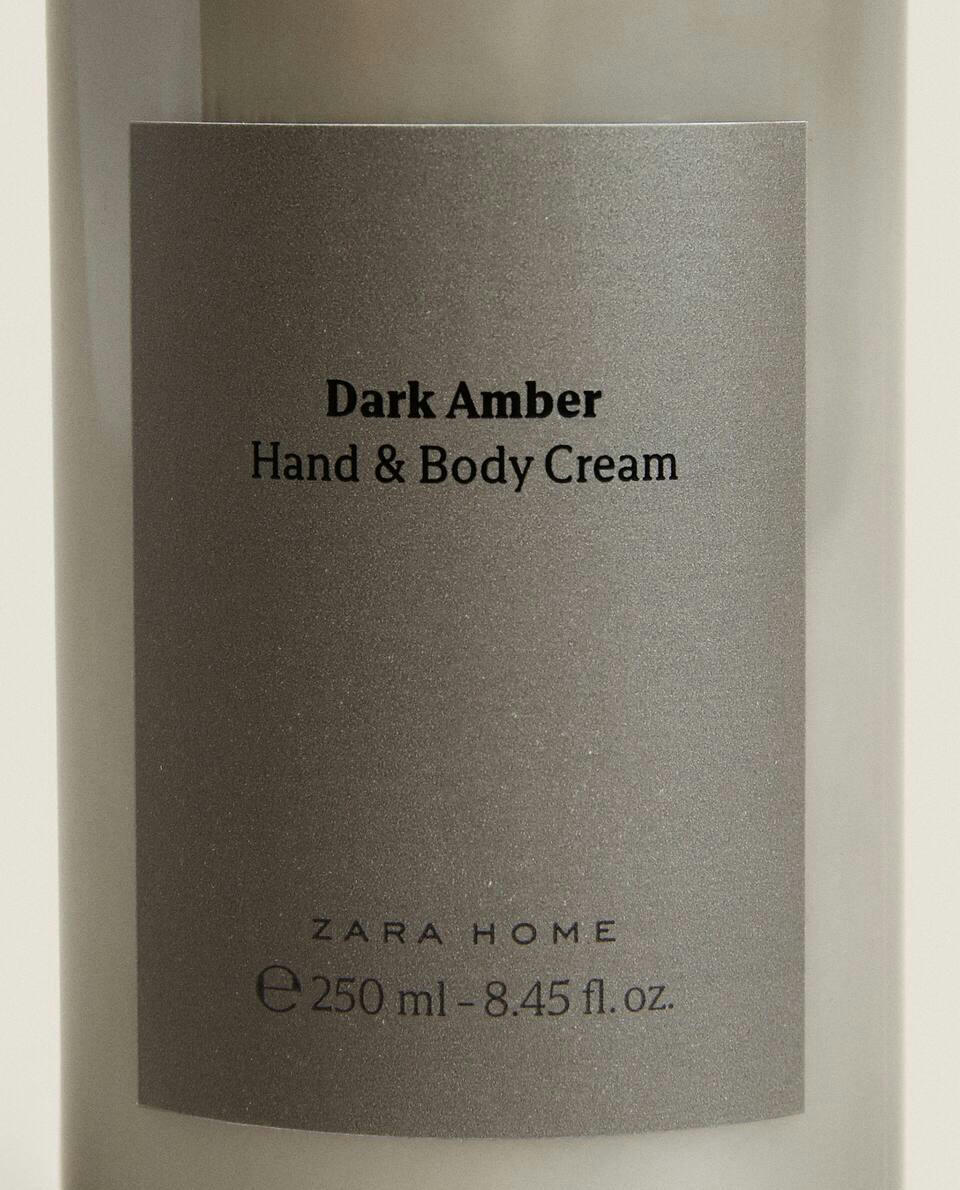 Dark Amber
Hand & Body Cream
ZARA HOME
℮ 250 ml - 8.45 fl. oz.